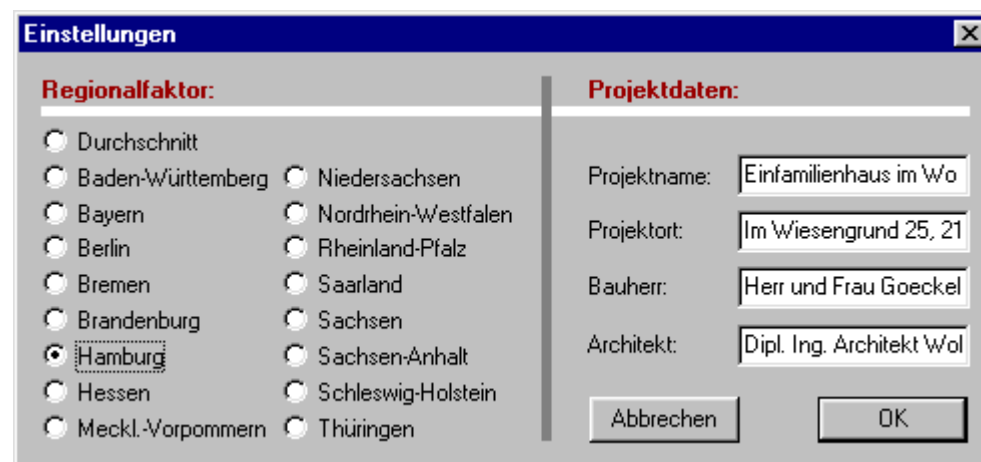 Einstellungen
Regionalfaktor:
Durchschnitt
Baden-Württemberg
Bayern
Berlin
Bremen
Brandenburg
Hamburg
Hessen
Meckl.-Vorpommern
Niedersachsen
Nordrhein-Westfalen
Rheinland-Pfalz
Saarland
Sachsen
Sachsen-Anhalt
Schleswig-Holstein
Thüringen
Projektdaten:
Projektname: Einfamilienhaus im Wo
Projektort: Im Wiesengrund 25, 21
Bauherr: Herr und Frau Goeckel
Architekt: Dipl. Ing. Architekt Wol
Abbrechen OK